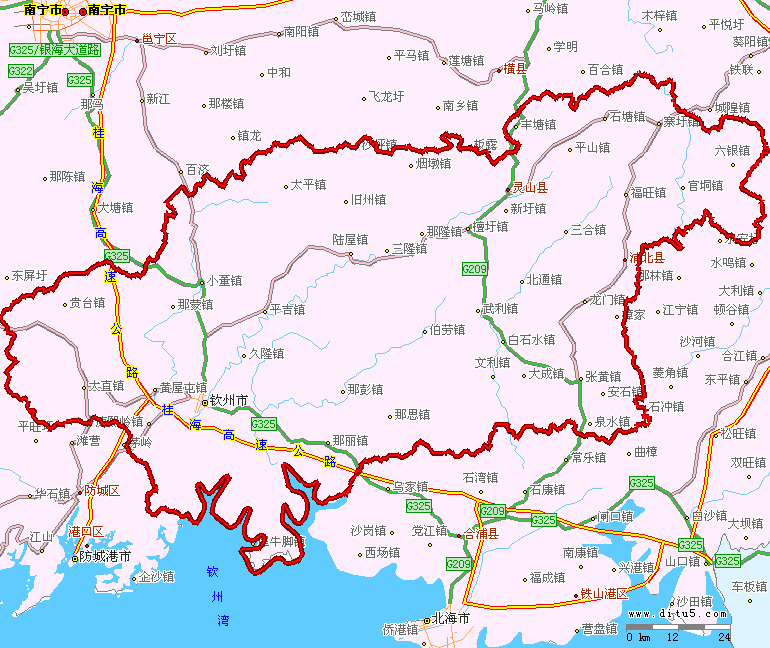 南宁市
南宁市
峦城镇
马岭镇
木梓镇
平悦圩
邕宁区
南阳镇
葵阳镇
G325/银海大道路
刘圩镇
平马镇
莲塘镇
学明
G322
G325
中和
横县
百合镇
铁联
吴圩镇
那马
新江
那楼镇
飞龙圩
南乡镇
城隍镇
桂
镇龙
丰塘镇
石塘镇
寨圩镇
百济
烟墩镇
平山镇
六银镇
那陈镇
海
太平镇
旧州镇
灵山县
福旺镇
官垌镇
大塘镇
新圩镇
高
陆屋镇
三隆镇
那隆镇
檀圩镇
三合镇
G325
浦北县
水鸣镇
东屏圩
速
小董镇
G209
北通镇
那林镇
大利镇
贵台镇
那蒙镇
平吉镇
武利镇
龙门镇
江宁镇
顿谷镇
公
伯劳镇
白石水镇
沙河镇
久隆镇
文利镇
合江镇
路
大成镇
张黄镇
菱角镇
东平镇
大直镇
黄屋屯镇
那彭镇
安石镇
钦州市
桂
石冲镇
那思镇
海
G325
泉水镇
平旺
高
松旺镇
滩营
茅岭
速
那丽镇
公
曲樟
路
常乐镇
双旺镇
石湾镇
G325
华石镇
防城区
乌家镇
石康镇
G325
G209
闸口镇
白沙镇
港口区
沙岗镇
党江镇
合浦县
G325
大坝镇
江山
牛脚镇
G325
防城港市
西场镇
南康镇
山口镇
G325
钦
G209
企沙镇
福成镇
兴港镇
州
铁山港区
车板镇
沙田镇
湾
www.ditu5.com
北海市
侨港镇
营盘镇
0 km 12 24